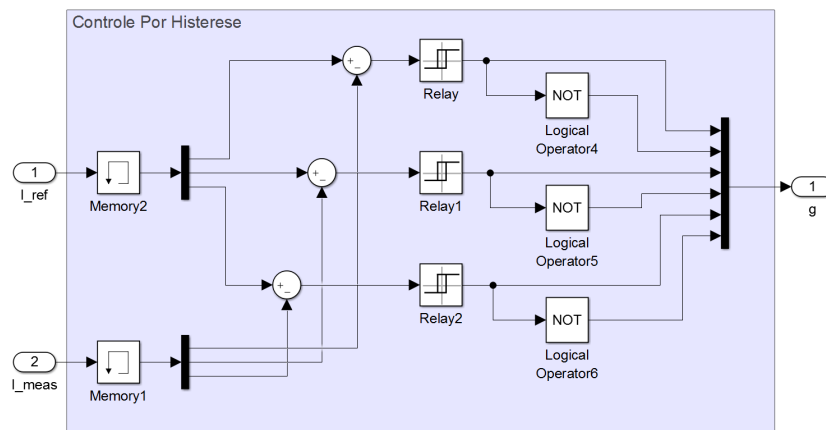 Controle Por Histerese
+
−
Relay
NOT
Logical
Operator4
1
I_ref
Memory2
+
−
Relay1
NOT
Logical
Operator5
1
g
+
−
Relay2
NOT
Logical
Operator6
2
I_meas
Memory1